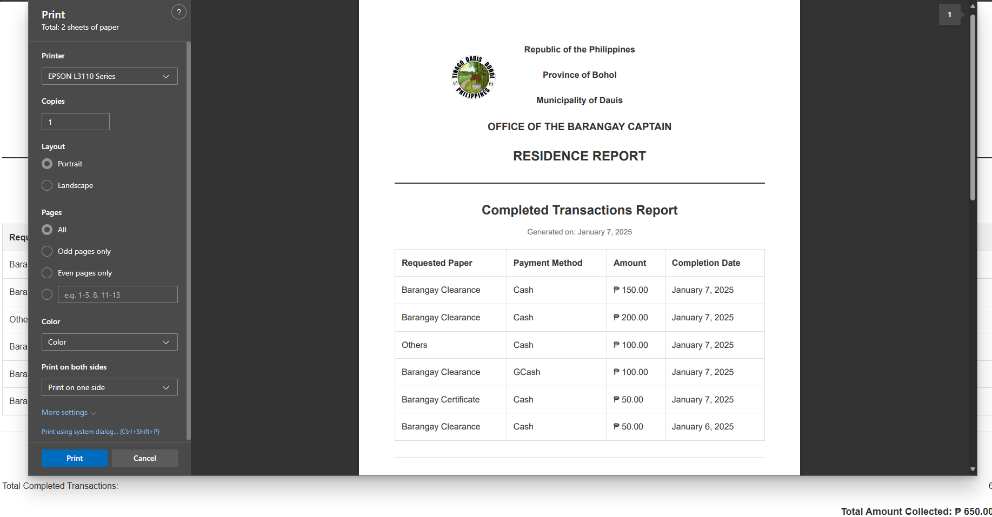 Print
Total: 2 sheets of paper
?
Printer
EPSON L3110 Series
Copies
1
Layout
Portrait
Landscape
Pages
All
Odd pages only
Even pages only
e.g. 1-5, 8, 11-13
Color
Color
Print on both sides
Print on one side
More settings
Print using system dialog... (Ctrl+Shift+P)
Print Cancel
1
TINAGO DAUIS BOHOL
PHILIPPINES
Republic of the Philippines
Province of Bohol
Municipality of Dauis
OFFICE OF THE BARANGAY CAPTAIN
RESIDENCE REPORT
Completed Transactions Report
Generated on: January 7, 2025
Requested Paper Payment Method Amount Completion Date
Barangay Clearance Cash ₱ 150.00 January 7, 2025
Barangay Clearance Cash ₱ 200.00 January 7, 2025
Others Cash ₱ 100.00 January 7, 2025
Barangay Clearance GCash ₱ 100.00 January 7, 2025
Barangay Certificate Cash ₱ 50.00 January 7, 2025
Barangay Clearance Cash ₱ 50.00 January 6, 2025
Requ
Bara
Bara
Othe
Bara
Bara
Bara
Total Completed Transactions: 6
Total Amount Collected: ₱ 650.00